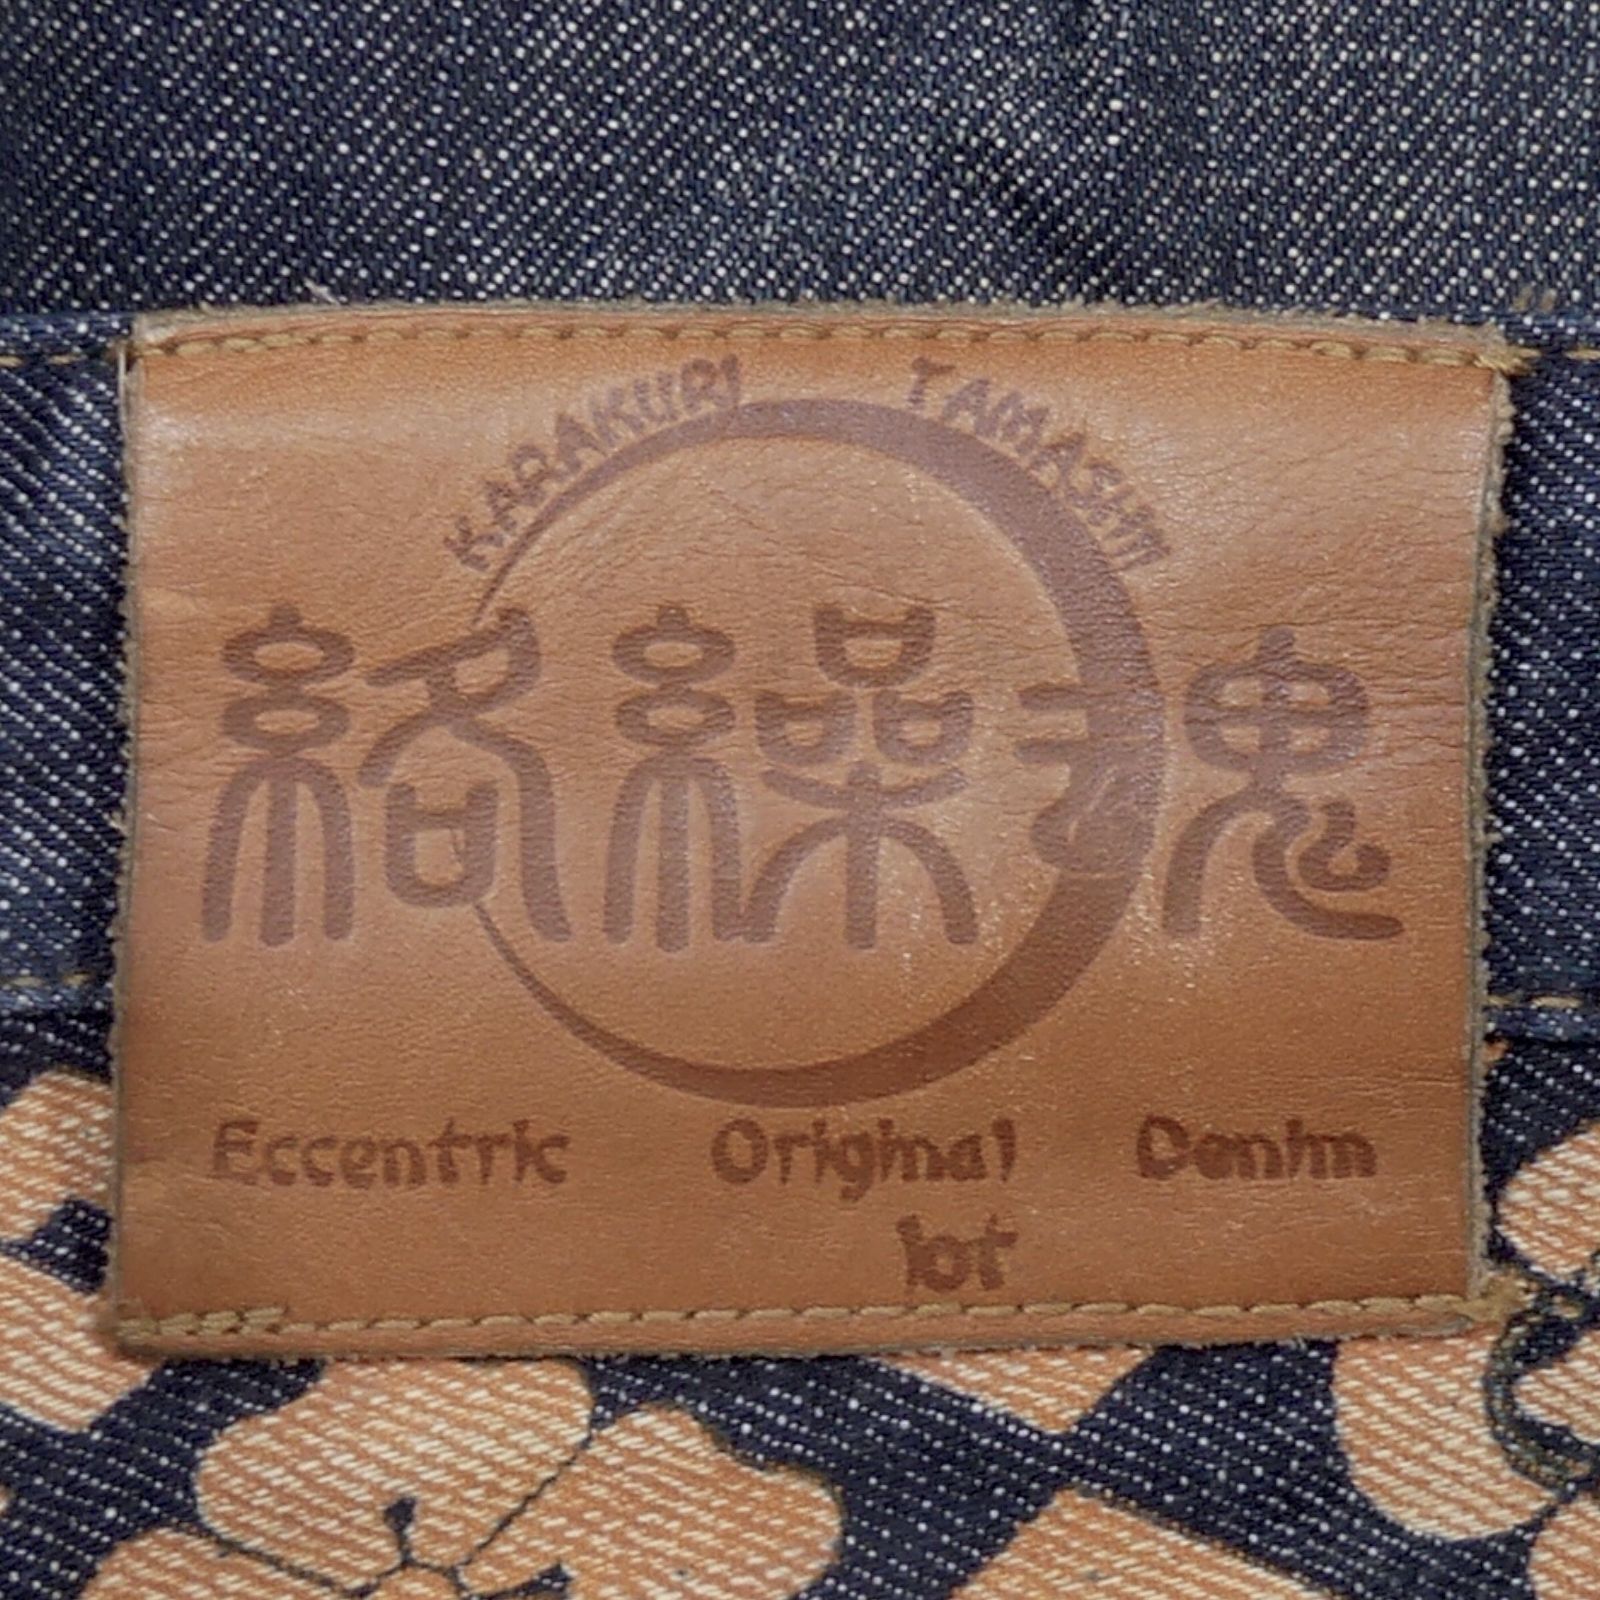 KARAKURI TAMASHII
絡繰魂
Eccentric Original Denim
lot